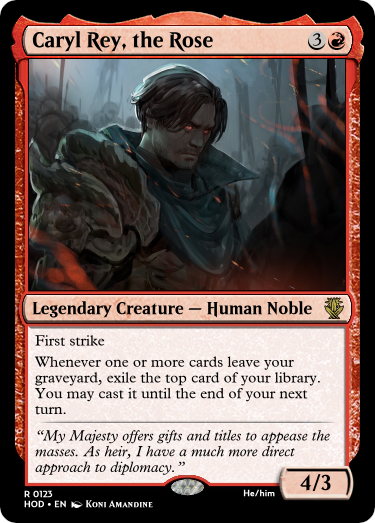 Caryl Rey, the Rose 3
Legendary Creature — Human Noble
First strike
Whenever one or more cards leave your
graveyard, exile the top card of your library.
You may cast it until the end of your next
turn.
“My Majesty offers gifts and titles to appease the
masses. As heir, I have a much more direct
approach to diplomacy.”
4/3
R 0123
He/him
HOD • EN Koni Amandine